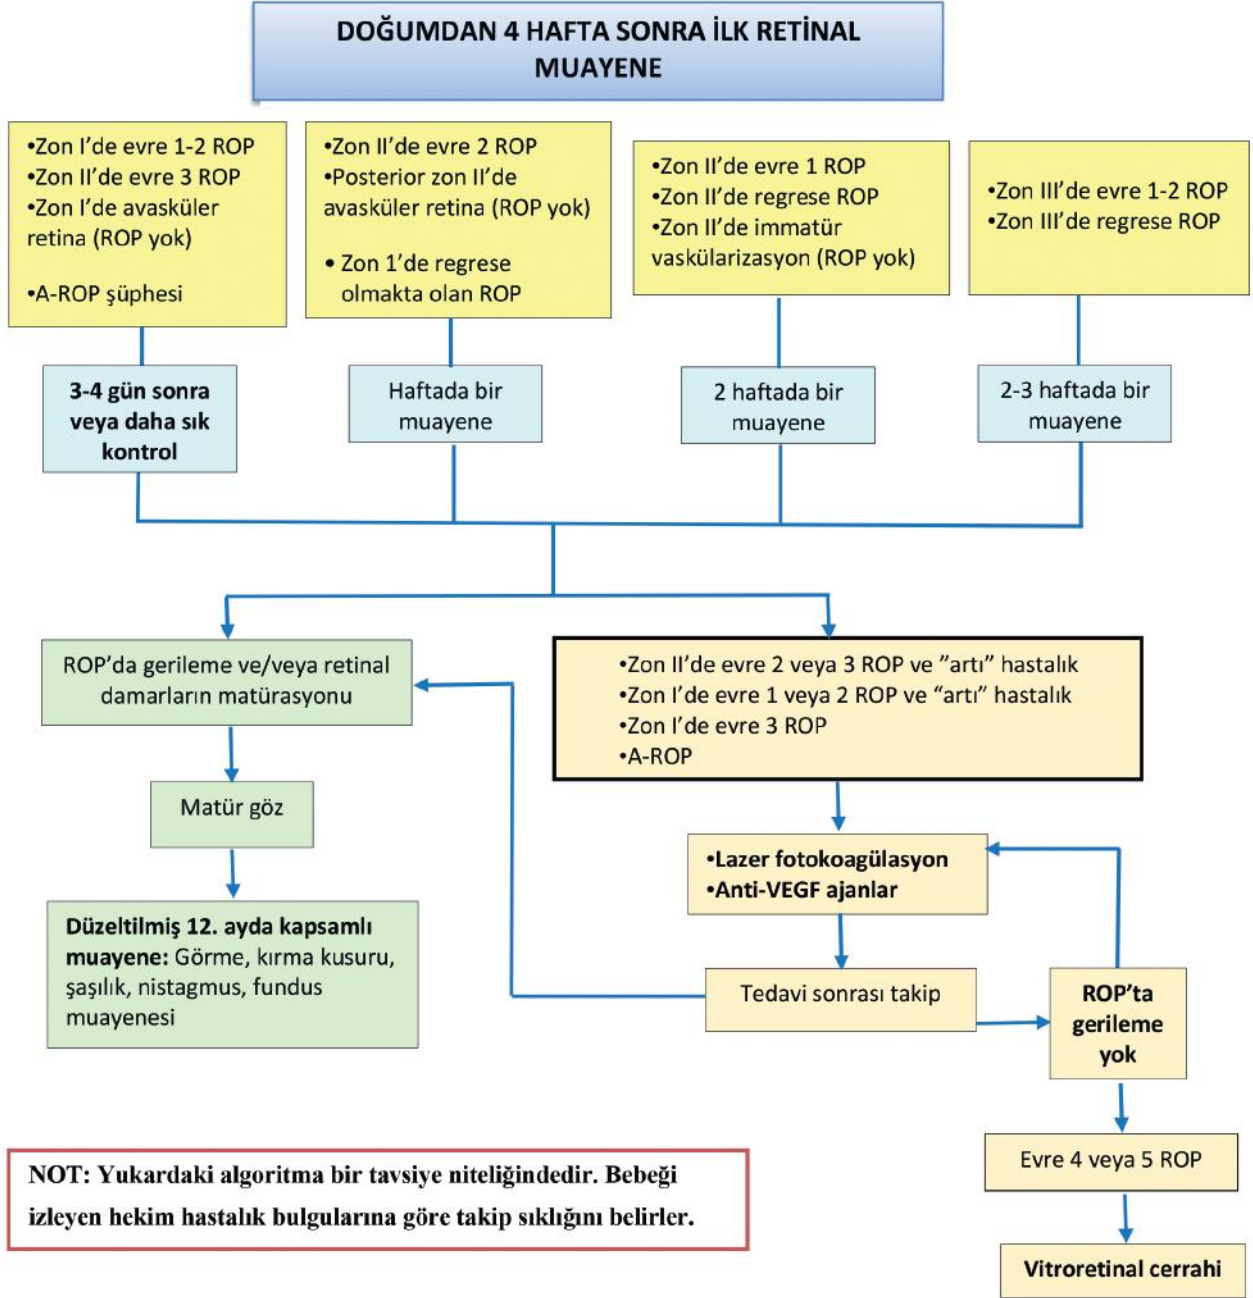 DOĞUMDAN 4 HAFTA SONRA İLK RETİNAL
MUAYENE
•Zon I’de evre 1-2 ROP
•Zon II’de evre 3 ROP
•Zon I’de avasküler
retina (ROP yok)
•A-ROP şüphesi
•Zon II’de evre 2 ROP
•Posterior zon II’de
avasküler retina (ROP yok)
• Zon 1’de regrese
olmakta olan ROP
•Zon II’de evre 1 ROP
•Zon II’de regrese ROP
•Zon II’de immatür
vaskülarizasyon (ROP yok)
•Zon III’de evre 1-2 ROP
•Zon III’de regrese ROP
3-4 gün sonra
veya daha sık
kontrol
Haftada bir
muayene
2 haftada bir
muayene
2-3 haftada bir
muayene
ROP’da gerileme ve/veya retinal
damarların matürasyonu
•Zon II’de evre 2 veya 3 ROP ve ”artı” hastalık
•Zon I’de evre 1 veya 2 ROP ve “artı” hastalık
•Zon I’de evre 3 ROP
•A-ROP
Matür göz
•Lazer fotokoagülasyon
•Anti-VEGF ajanlar
Düzeltilmiş 12. ayda kapsamlı
muayene: Görme, kırma kusuru,
şaşılık, nistagmus, fundus
muayenesi
Tedavi sonrası takip
ROP’ta
gerileme
yok
Evre 4 veya 5 ROP
Vitroretinal cerrahi
NOT: Yukardaki algoritma bir tavsiye niteliğindedir. Bebeği
izleyen hekim hastalık bulgularına göre takip sıklığını belirler.